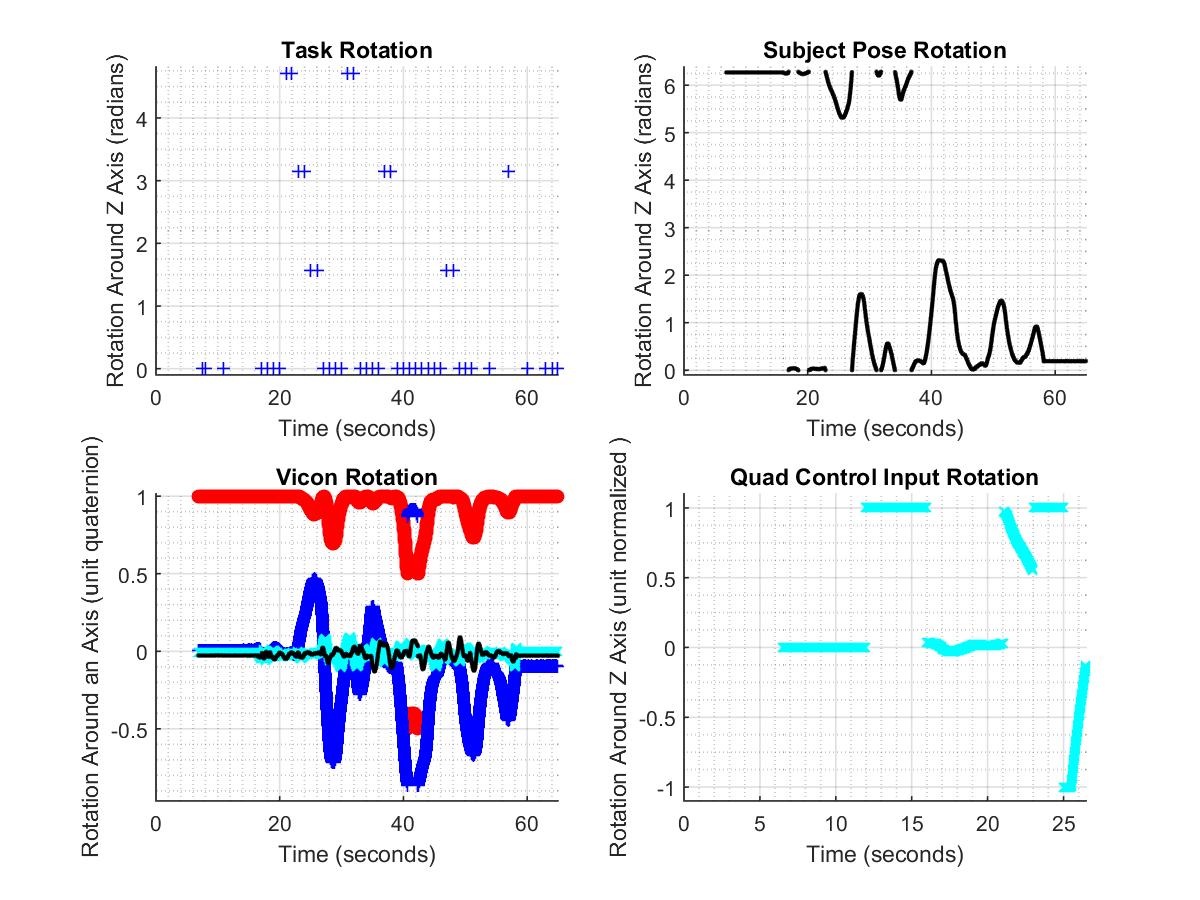 Task Rotation
Rotation Around Z Axis (radians)
4
3
2
1
0
0 20 40 60
Time (seconds)
Subject Pose Rotation
Rotation Around Z Axis (radians)
6
5
4
3
2
1
0
0 20 40 60
Time (seconds)
Vicon Rotation
Rotation Around an Axis (unit quaternion)
1
0.5
0
-0.5
0 20 40 60
Time (seconds)
Quad Control Input Rotation
Rotation Around Z Axis (unit normalized )
1
0.5
0
-0.5
-1
0 5 10 15 20 25
Time (seconds)